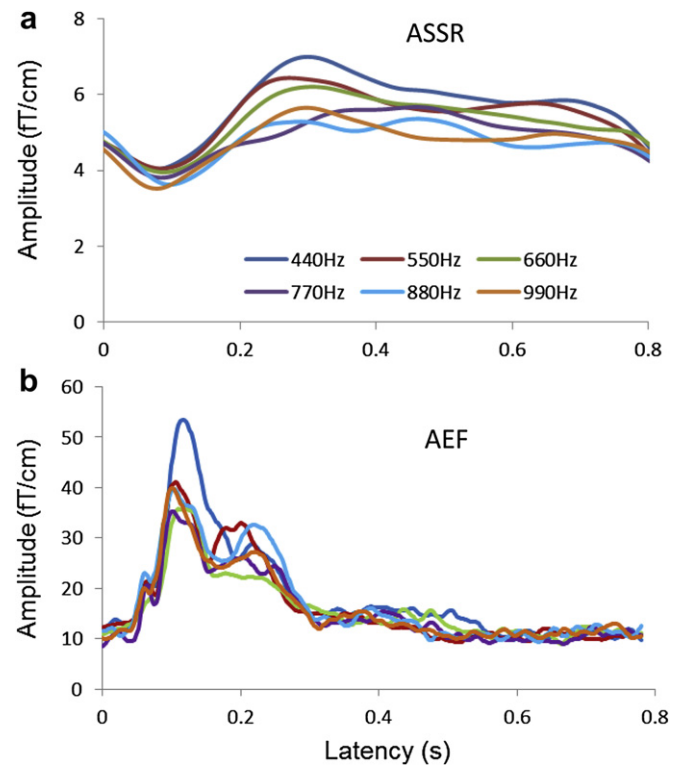 a
ASSR
Amplitude (fT/cm)
8
6
4
2
0
440Hz 550Hz 660Hz
770Hz 880Hz 990Hz
0 0.2 0.4 0.6 0.8
b
AEF
Amplitude (fT/cm)
60
50
40
30
20
10
0
0 0.2 0.4 0.6 0.8
Latency (s)